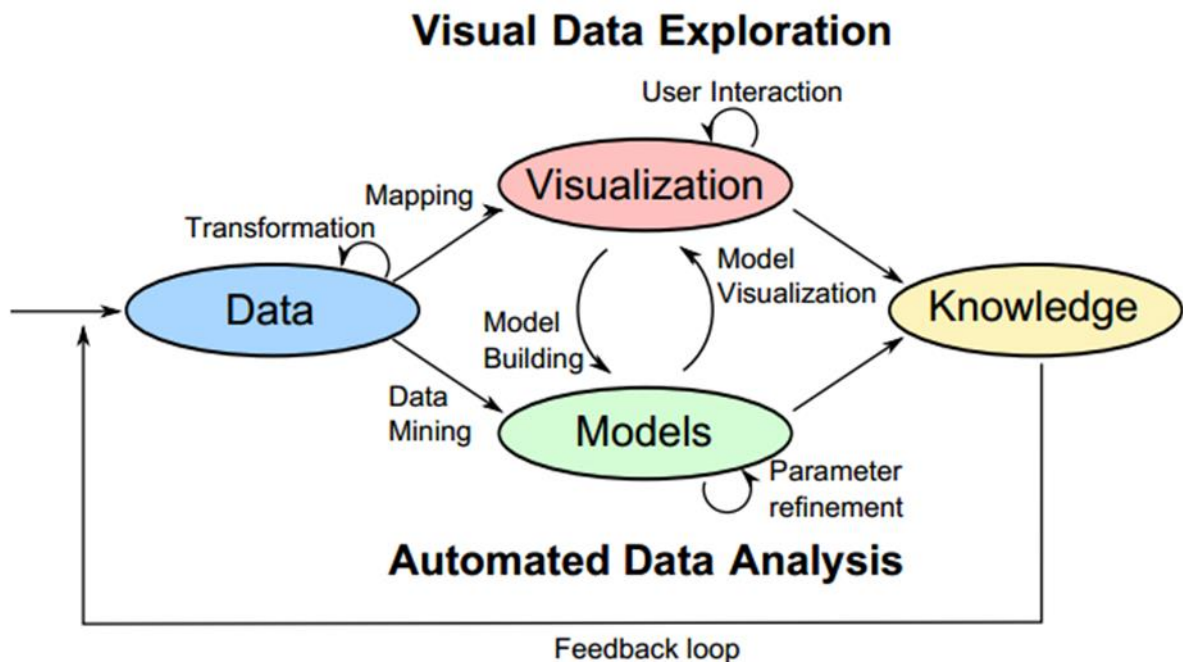 Visual Data Exploration
User Interaction
Visualization
Mapping
Transformation
Data
Model
Visualization
Knowledge
Model
Building
Data
Mining
Models
Parameter
refinement
Automated Data Analysis
Feedback loop